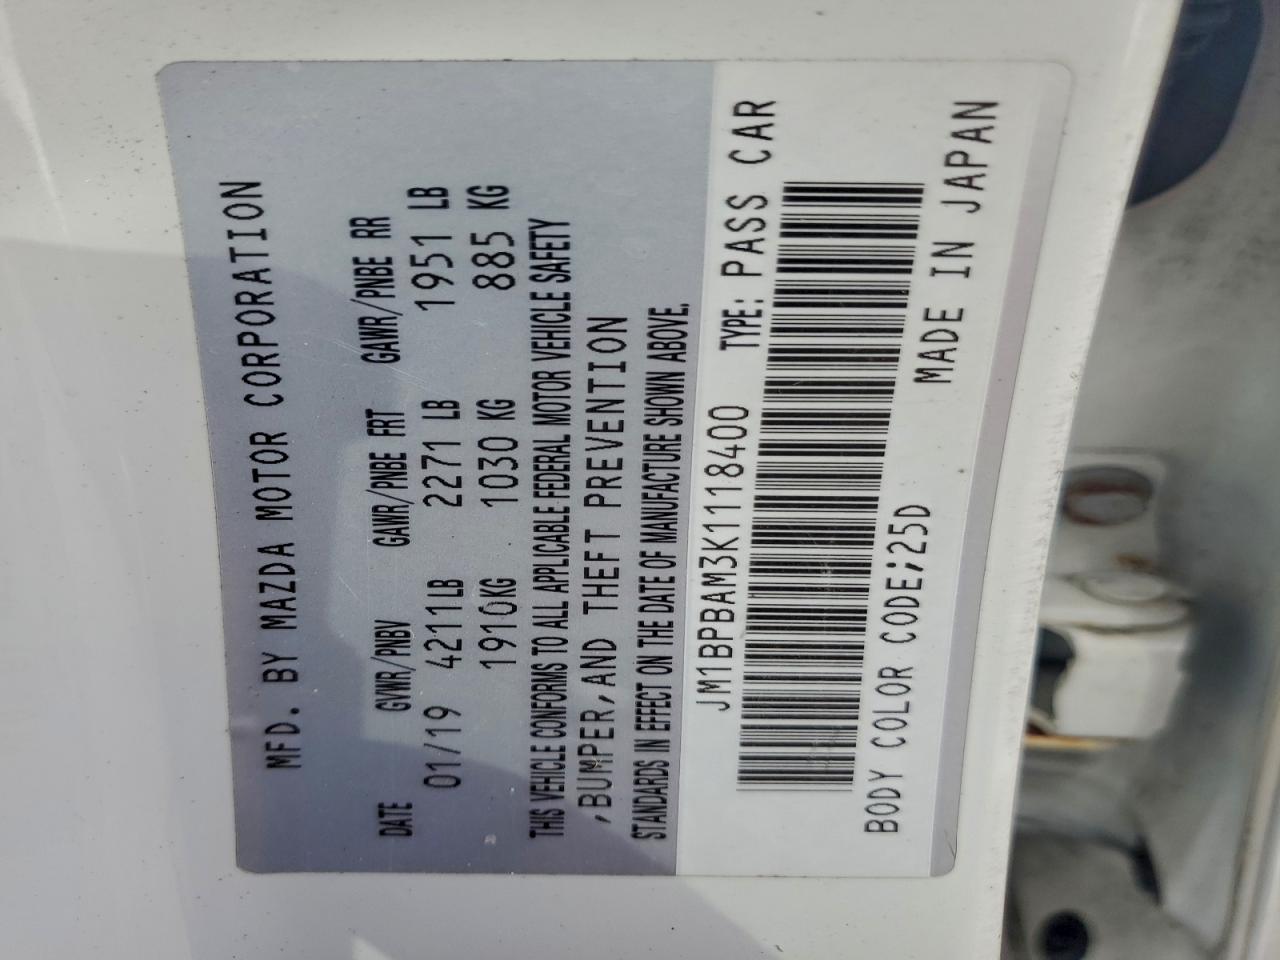 MFD. BY MAZDA MOTOR CORPORATION
DATE GVWR/PNBV GAWR/PNBE FRT GAWR/PNBE RR
01/19 4211LB 2271 LB 1951 LB
1910KG 1030 KG 885 KG
THIS VEHICLE CONFORMS TO ALL APPLICABLE FEDERAL MOTOR VEHICLE SAFETY
,BUMPER,AND THEFT PREVENTION
STANDARDS IN EFFECT ON THE DATE OF MANUFACTURE SHOWN ABOVE.
JM1BPBAM3K1118400 TYPE: PASS CAR
BODY COLOR CODE;25D MADE IN JAPAN